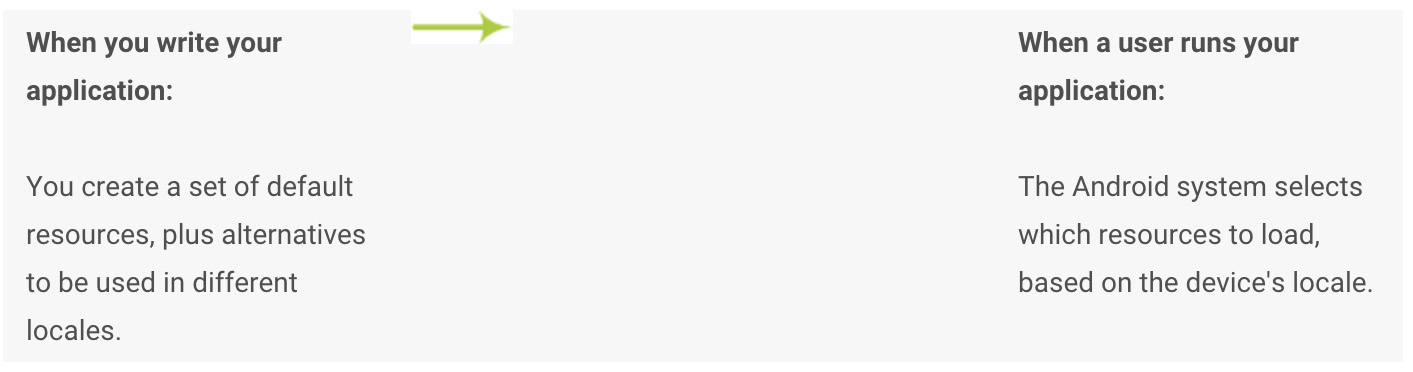 When you write your
application:
You create a set of default
resources, plus alternatives
to be used in different
locales.
When a user runs your
application:
The Android system selects
which resources to load,
based on the device's locale.